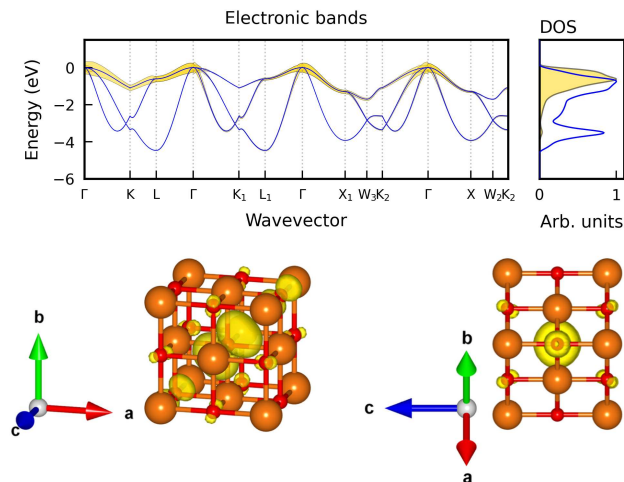 Electronic bands
DOS
Energy (eV)
0
−2
−4
−6
Γ K L Γ K₁ L₁ Γ X₁ W₃K₂ Γ X W₂K₂
0 1
Wavevector
Arb. units
b
a
c
b
c
a